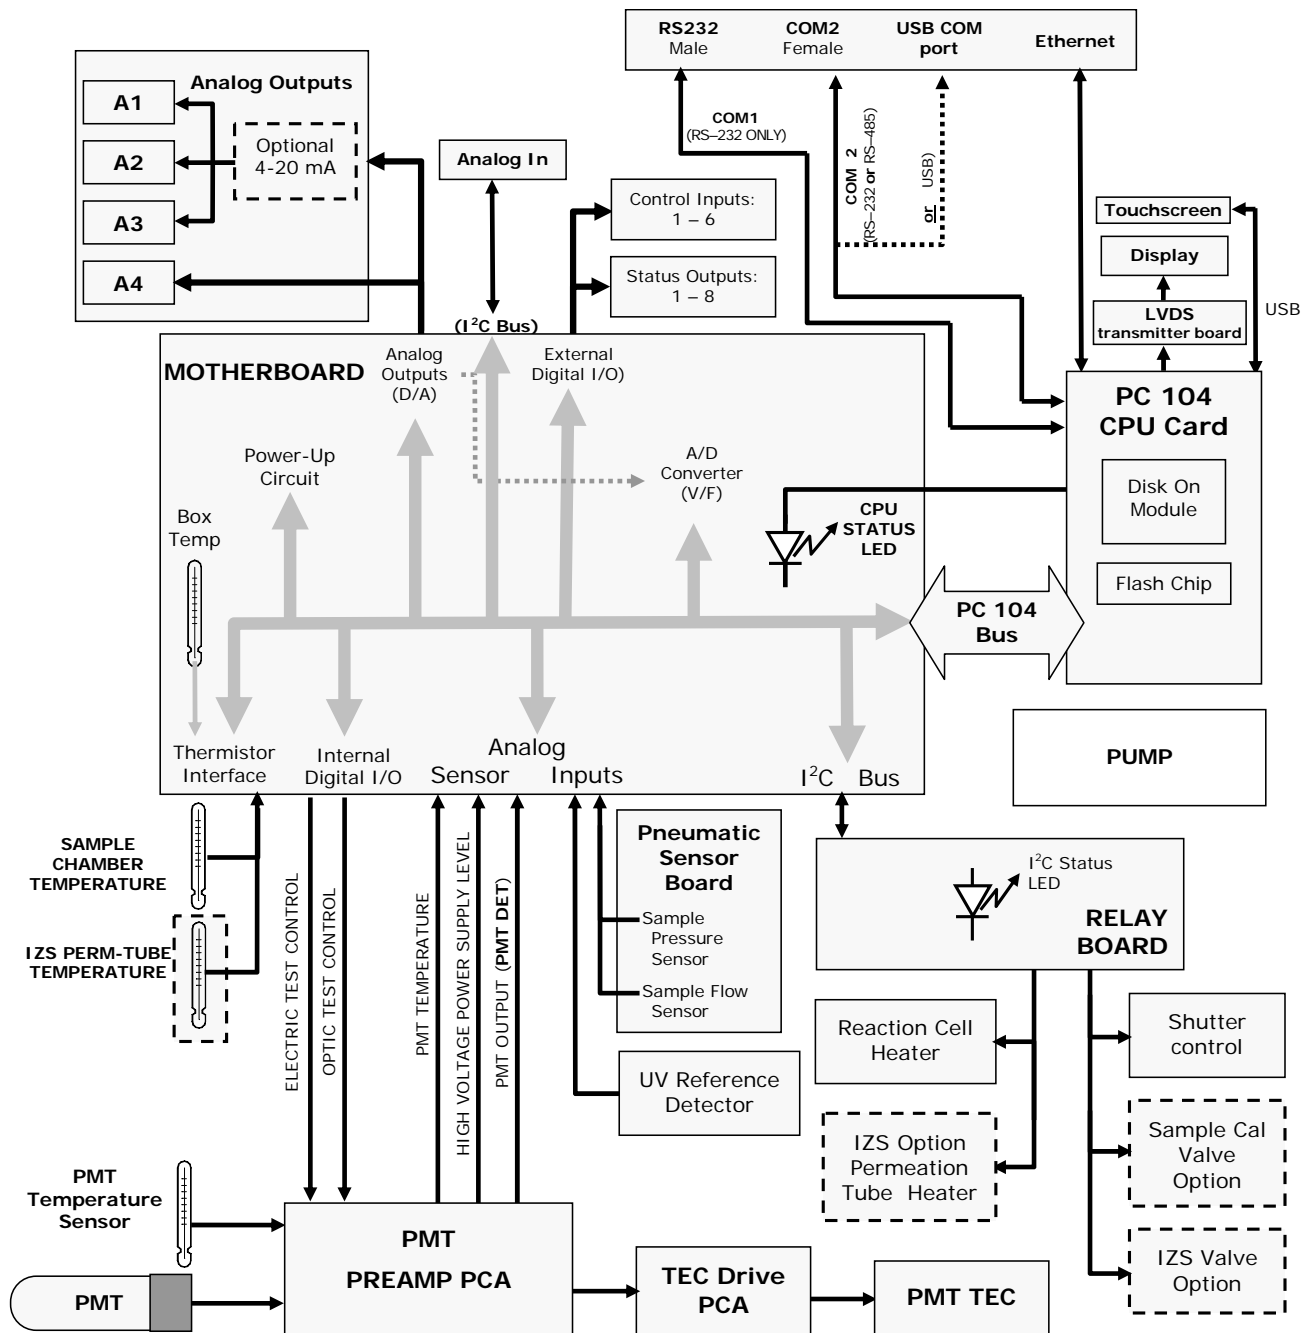 RS232
Male
COM2
Female
USB COM
port
Ethernet
Analog Outputs
A1
A2
A3
A4
Optional
4-20 mA
Analog In
COM1
(RS–232 ONLY)
COM 2
(RS–232 or RS–485)
or USB)
Control Inputs:
1 – 6
Status Outputs:
1 – 8
Touchscreen
Display
LVDS
transmitter board
USB
(I²C Bus)
MOTHERBOARD
Analog
Outputs
(D/A)
External
Digital I/O)
Power-Up
Circuit
A/D
Converter
(V/F)
Box
Temp
CPU
STATUS
LED
PC 104
CPU Card
Disk On
Module
Flash Chip
PC 104
Bus
Thermistor
Interface
Internal
Digital I/O
Analog
Sensor Inputs
I²C Bus
PUMP
SAMPLE
CHAMBER
TEMPERATURE
IZS PERM-TUBE
TEMPERATURE
ELECTRIC TEST CONTROL
OPTIC TEST CONTROL
PMT TEMPERATURE
HIGH VOLTAGE POWER SUPPLY LEVEL
PMT OUTPUT (PMT DET)
Pneumatic
Sensor
Board
Sample
Pressure
Sensor
Sample Flow
Sensor
UV Reference
Detector
I²C Status
LED
RELAY
BOARD
Reaction Cell
Heater
IZS Option
Permeation
Tube Heater
Shutter
control
Sample Cal
Valve
Option
IZS Valve
Option
PMT
Temperature
Sensor
PMT
PMT
PREAMP PCA
TEC Drive
PCA
PMT TEC